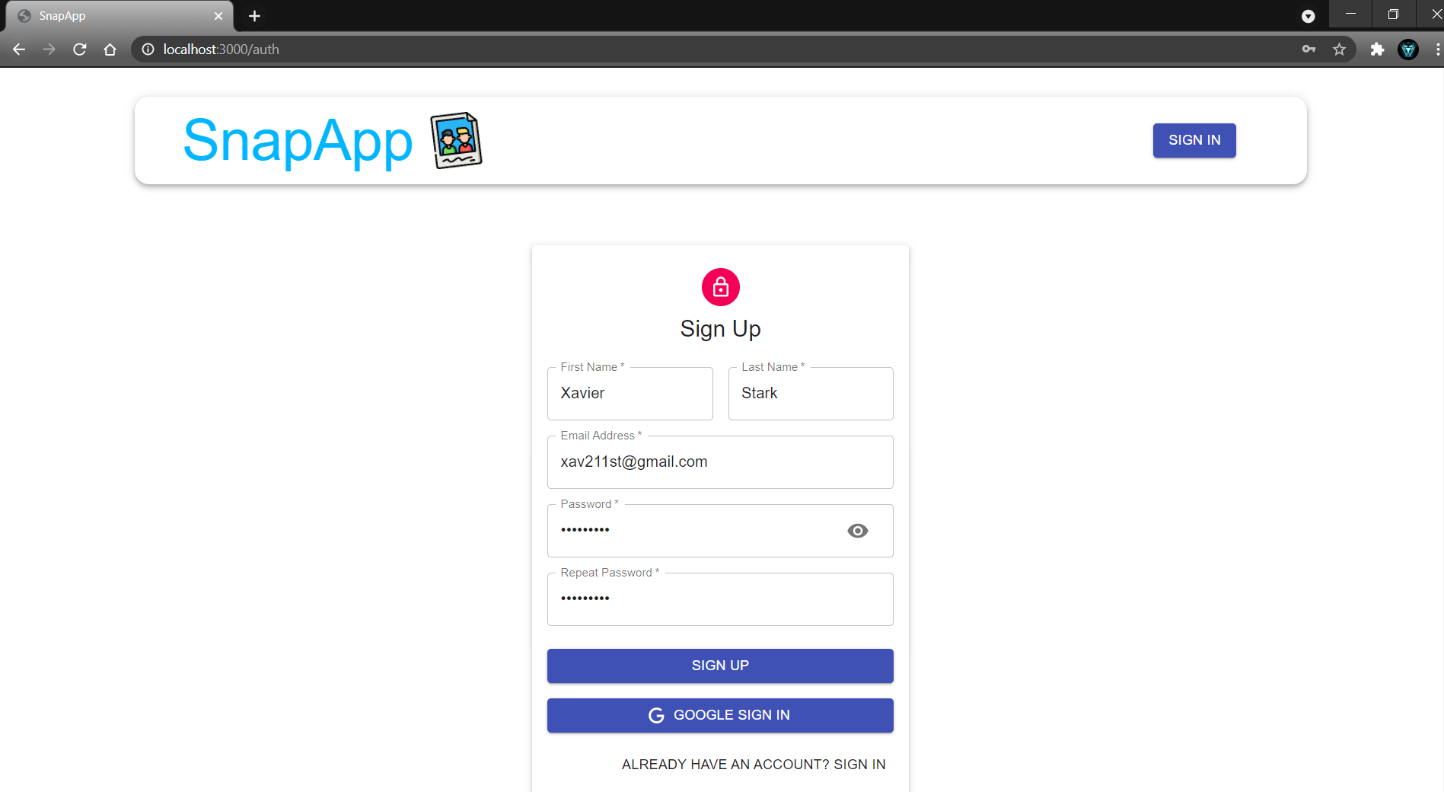 SnapApp
localhost:3000/auth
SnapApp
SIGN IN
Sign Up
First Name *
Last Name *
Xavier
Stark
Email Address *
xav211st@gmail.com
Password *
•••••••••
Repeat Password *
•••••••••
SIGN UP
G GOOGLE SIGN IN
ALREADY HAVE AN ACCOUNT? SIGN IN